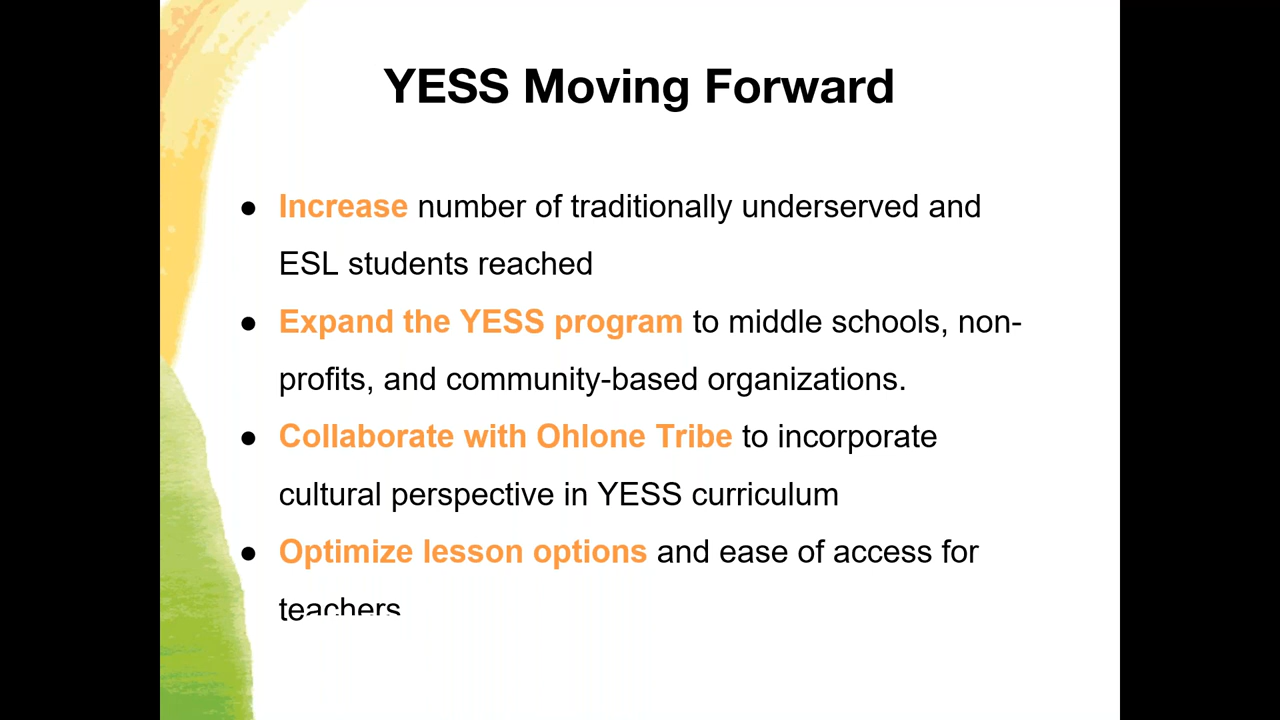 YESS Moving Forward
● Increase number of traditionally underserved and
ESL students reached
● Expand the YESS program to middle schools, non-
profits, and community-based organizations.
● Collaborate with Ohlone Tribe to incorporate
cultural perspective in YESS curriculum
● Optimize lesson options and ease of access for
teachers